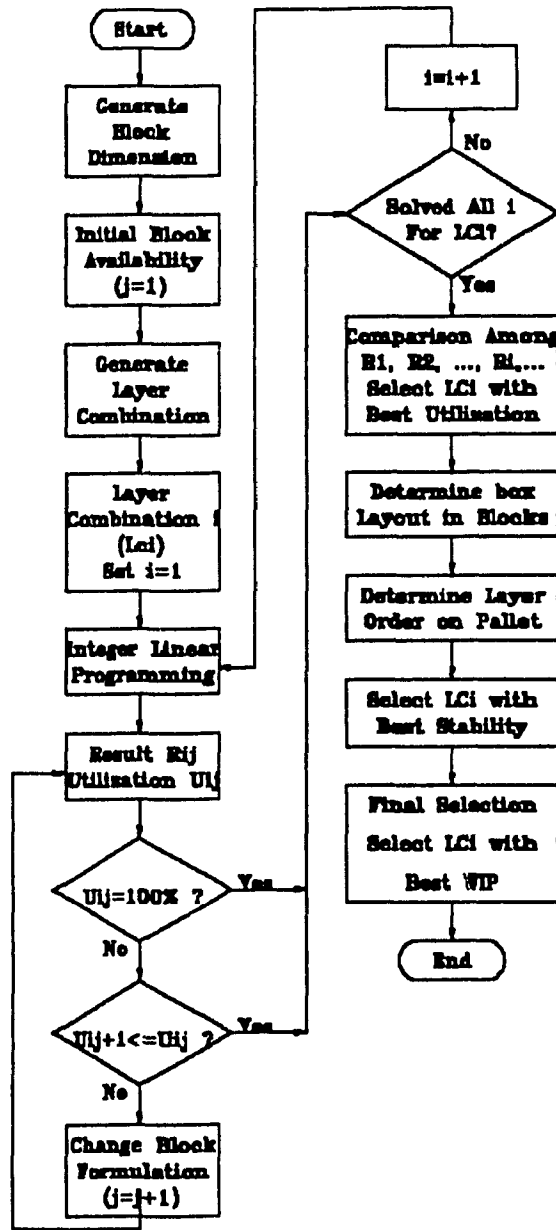 Start
Generate
Block
Dimension
Initial Block
Availability
(j=1)
Generate
Layer
Combination
Layer
Combination i
(Lci)
Set i=1
Integer Linear
Programming
Result Rij
Utilization Uij
Uij=100% ?
Yes
No
Uij+1<=Uij ?
Yes
No
Change Block
Formulation
(j=j+1)
i=i+1
No
Solved All i
For LCi?
Yes
Comparison Among
R1, R2, ..., Ri,...
Select LCi with
Best Utilization
Determine box
Layout in Blocks
Determine Layer
Order on Pallet
Select LCi with
Best Stability
Final Selection
Select LCi with
Best WIP
End